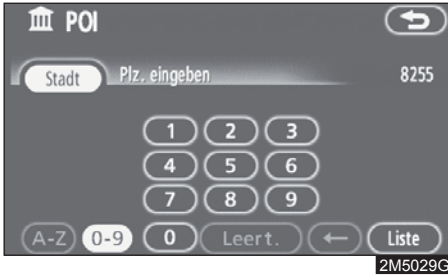 POI
Stadt Plz. eingeben 8255
1 2 3
4 5 6
7 8 9
A-Z 0-9 0 Leert. ← Liste
2M5029G